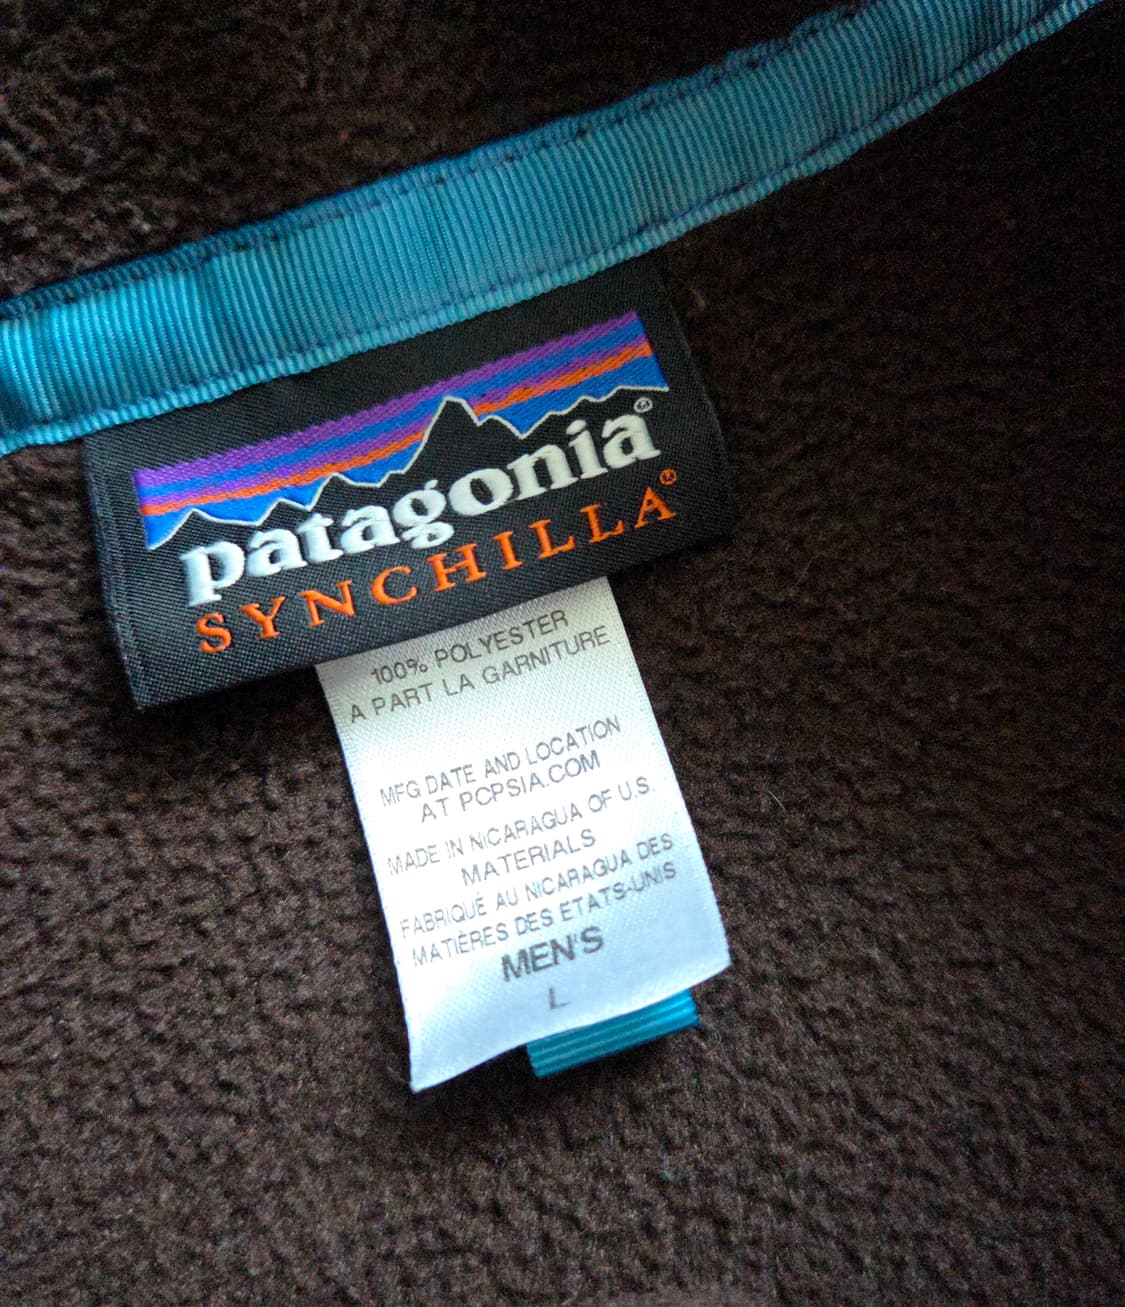 patagonia®
SYNCHILLA®
100% POLYESTER
A PART LA GARNITURE
MFG DATE AND LOCATION
AT PCPSIA.COM
MADE IN NICARAGUA OF U.S.
MATERIALS
FABRIQUÉ AU NICARAGUA DES
MATIÈRES DES ETATS-UNIS
MEN'S
L